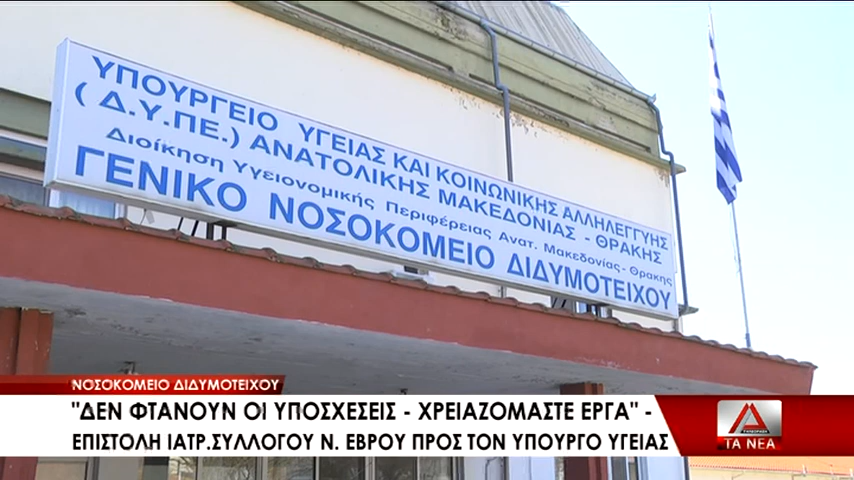 ΥΠΟΥΡΓΕΙΟ ΥΓΕΙΑΣ ΚΑΙ ΚΟΙΝΩΝΙΚΗΣ ΑΛΛΗΛΕΓΓΥΗΣ
(Δ.Υ.ΠΕ.) ΑΝΑΤΟΛΙΚΗΣ ΜΑΚΕΔΟΝΙΑΣ - ΘΡΑΚΗΣ
Διοίκηση Υγειονομικής Περιφέρειας Ανατ. Μακεδονίας - Θρακης
ΓΕΝΙΚΟ ΝΟΣΟΚΟΜΕΙΟ ΔΙΔΥΜΟΤΕΙΧΟΥ
ΝΟΣΟΚΟΜΕΙΟ ΔΙΔΥΜΟΤΕΙΧΟΥ
"ΔΕΝ ΦΤΑΝΟΥΝ ΟΙ ΥΠΟΣΧΕΣΕΙΣ - ΧΡΕΙΑΖΟΜΑΣΤΕ ΕΡΓΑ" -
ΕΠΙΣΤΟΛΗ ΙΑΤΡ.ΣΥΛΛΟΓΟΥ Ν. ΕΒΡΟΥ ΠΡΟΣ ΤΟΝ ΥΠΟΥΡΓΟ ΥΓΕΙΑΣ
ΤΑ ΝΕΑ